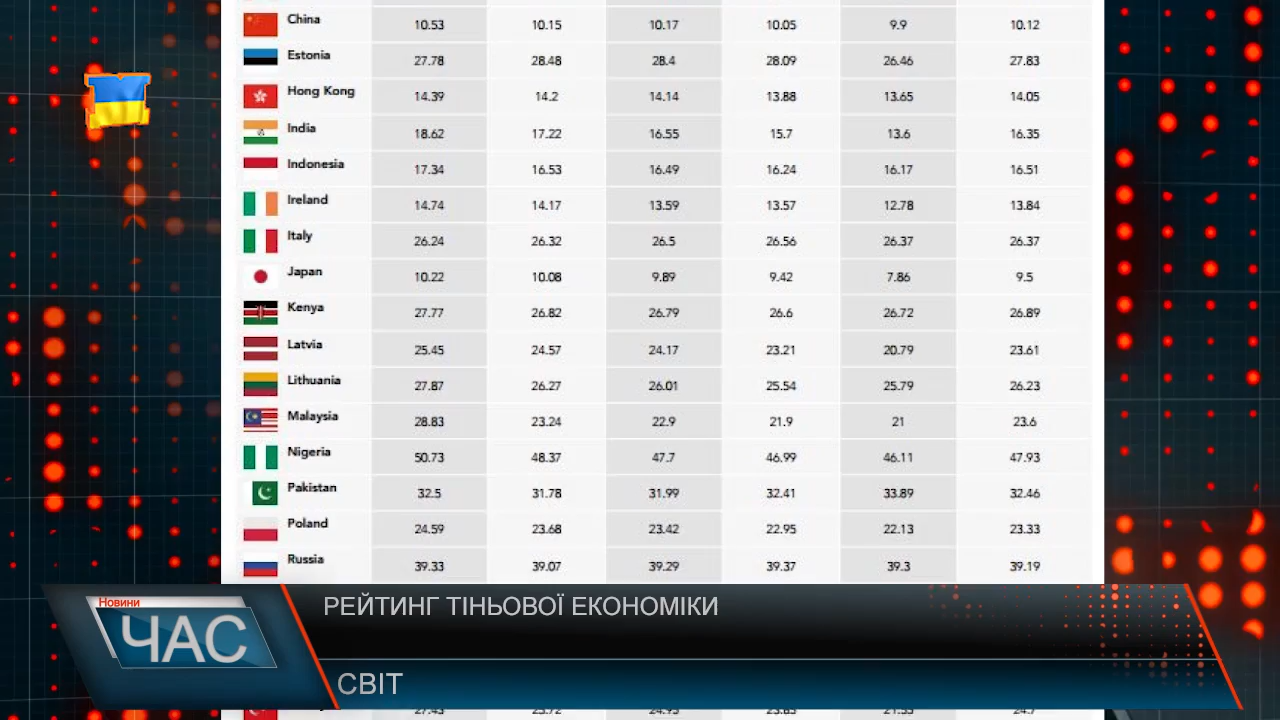 China 10.53 10.15 10.17 10.05 9.9 10.12
Estonia 27.78 28.48 28.4 28.09 26.46 27.83
Hong Kong 14.39 14.2 14.14 13.88 13.65 14.05
India 18.62 17.22 16.55 15.7 13.6 16.35
Indonesia 17.34 16.53 16.49 16.24 16.17 16.51
Ireland 14.74 14.17 13.59 13.57 12.78 13.84
Italy 26.24 26.32 26.5 26.56 26.37 26.37
Japan 10.22 10.08 9.89 9.42 7.86 9.5
Kenya 27.77 26.82 26.79 26.6 26.72 26.89
Latvia 25.45 24.57 24.17 23.21 20.79 23.61
Lithuania 27.87 26.27 26.01 25.54 25.79 26.23
Malaysia 28.83 23.24 22.9 21.9 21 23.6
Nigeria 50.73 48.37 47.7 46.99 46.11 47.93
Pakistan 32.5 31.78 31.99 32.41 33.89 32.46
Poland 24.59 23.68 23.42 22.95 22.13 23.33
Russia 39.33 39.07 39.29 39.37 39.3 39.19
Новини
ЧАС
РЕЙТИНГ ТІНЬОВОЇ ЕКОНОМІКИ
СВІТ